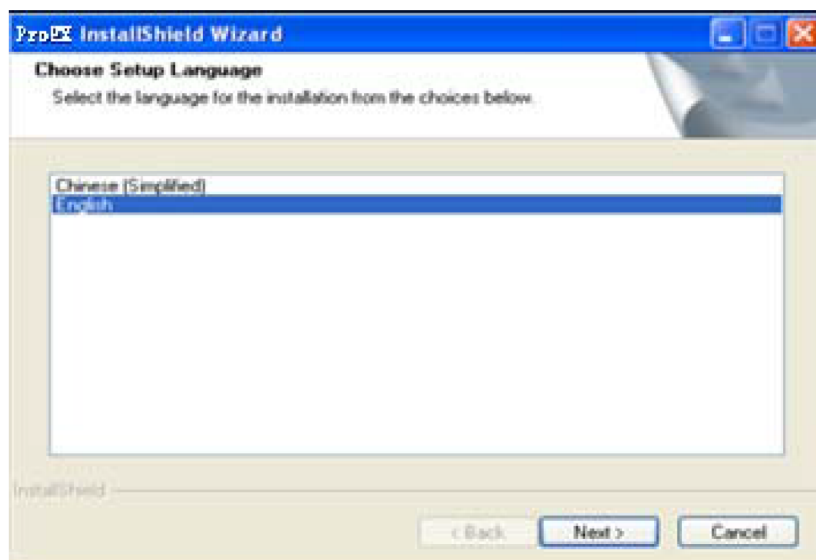 ProEX InstallShield Wizard
Choose Setup Language
Select the language for the installation from the choices below.
Chinese (Simplified)
English
InstallShield
< Back
Next >
Cancel